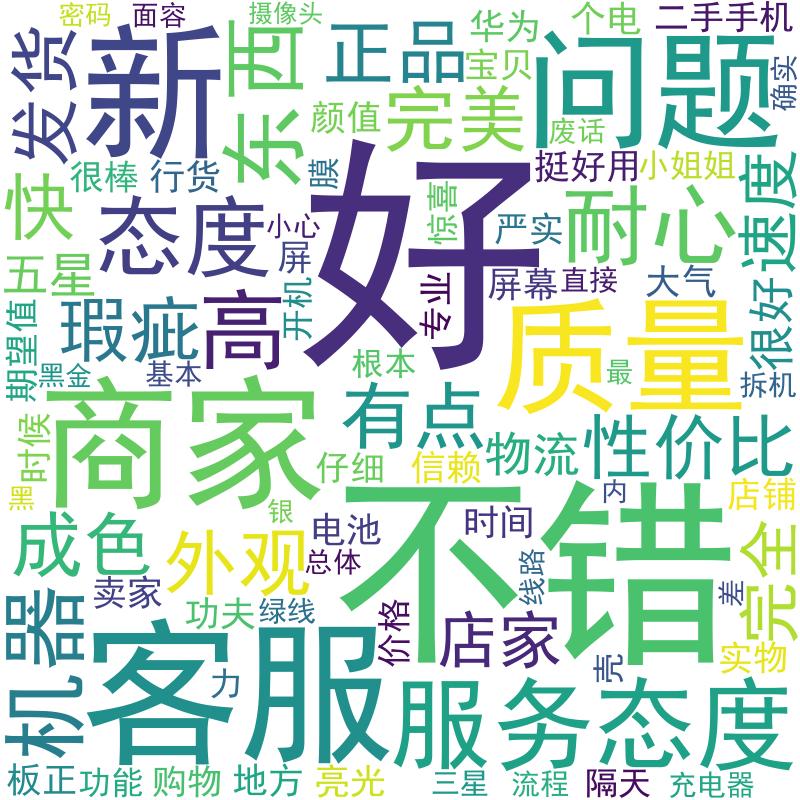 密码
面容
摄像头
华为
个电
二手手机
发货
新
东西
正品
宝贝
问题
确实
颜值
完美
废话
快
很棒
行货
膜
惊喜
挺好用
小姐姐
速度
态度
小心
好
严实
耐心
五星
瑕疵
高
屏
开机
专业
屏幕
直接
大气
很好
期望值
黑金
基本
根本
质量
最
拆机
商家
有点
时候
仔细
信赖
物流
性价比
黑
银
不错
内
店铺
成色
外观
电池
总体
时间
线路
完全
差
机器
卖家
功夫
绿线
价格
店家
实物
客服
力
壳
服务态度
板正
功能
购物
地方
亮光
三星
流程
隔天
充电器